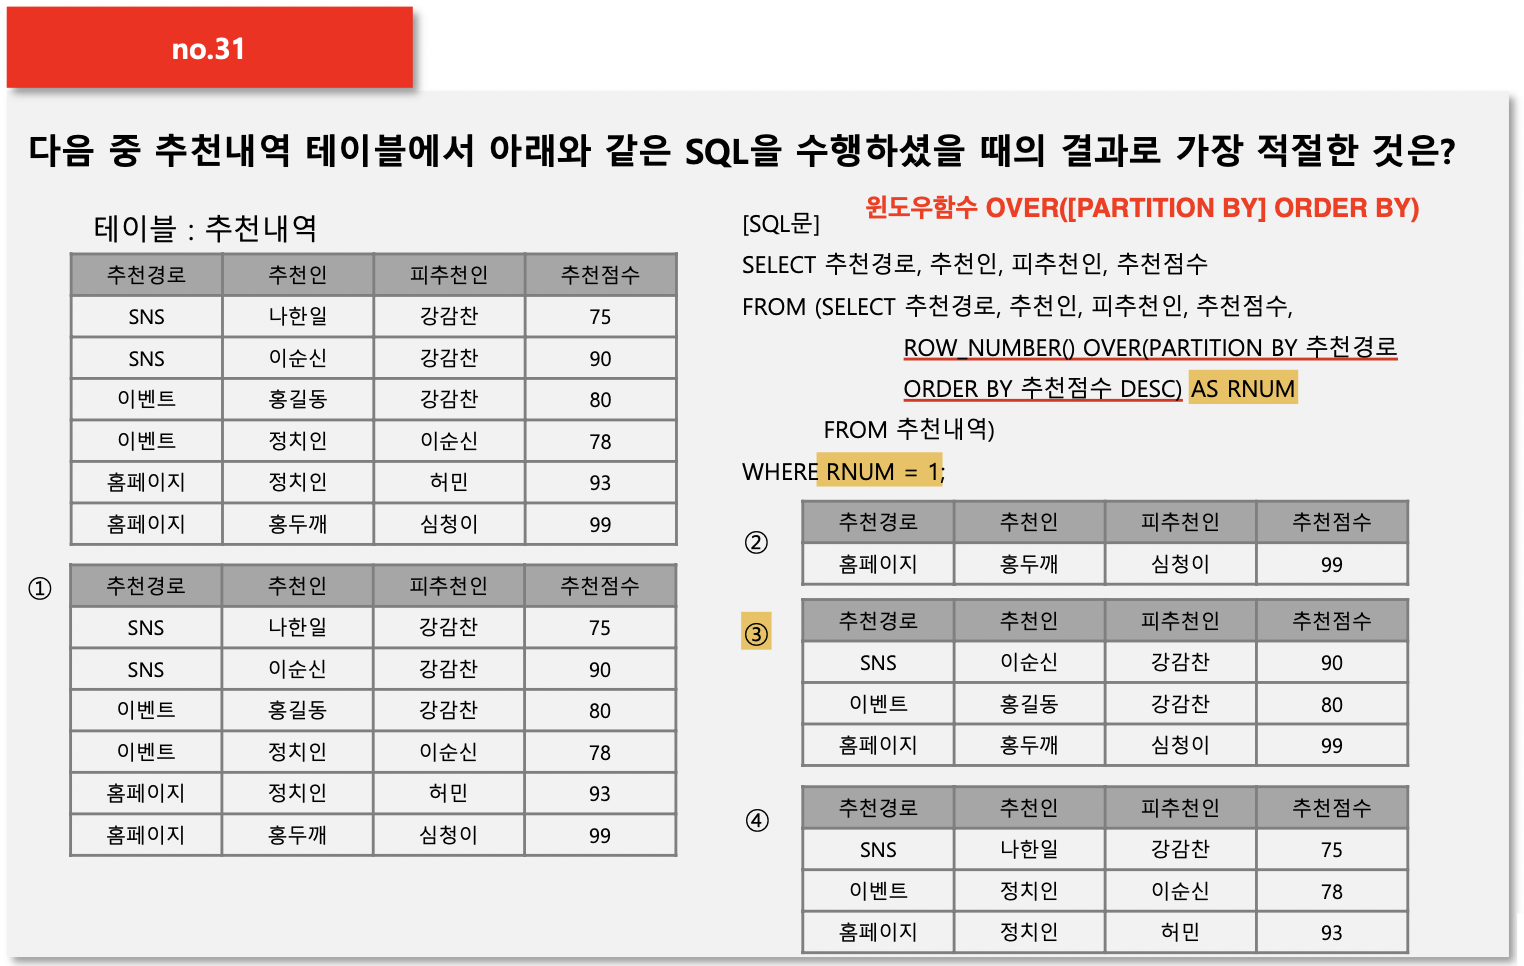 no.31
다음 중 추천내역 테이블에서 아래와 같은 SQL을 수행하셨을 때의 결과로 가장 적절한 것은?
테이블 : 추천내역
추천경로 추천인 피추천인 추천점수
SNS 나한일 강감찬 75
SNS 이순신 강감찬 90
이벤트 홍길동 강감찬 80
이벤트 정치인 이순신 78
홈페이지 정치인 허민 93
홈페이지 홍두깨 심청이 99
윈도우함수 OVER([PARTITION BY] ORDER BY)
[SQL문]
SELECT 추천경로, 추천인, 피추천인, 추천점수
FROM (SELECT 추천경로, 추천인, 피추천인, 추천점수,
ROW_NUMBER() OVER(PARTITION BY 추천경로
ORDER BY 추천점수 DESC) AS RNUM
FROM 추천내역)
WHERE RNUM = 1;
①
추천경로 추천인 피추천인 추천점수
SNS 나한일 강감찬 75
SNS 이순신 강감찬 90
이벤트 홍길동 강감찬 80
이벤트 정치인 이순신 78
홈페이지 정치인 허민 93
홈페이지 홍두깨 심청이 99
②
추천경로 추천인 피추천인 추천점수
홈페이지 홍두깨 심청이 99
③
추천경로 추천인 피추천인 추천점수
SNS 이순신 강감찬 90
이벤트 홍길동 강감찬 80
홈페이지 홍두깨 심청이 99
④
추천경로 추천인 피추천인 추천점수
SNS 나한일 강감찬 75
이벤트 정치인 이순신 78
홈페이지 정치인 허민 93